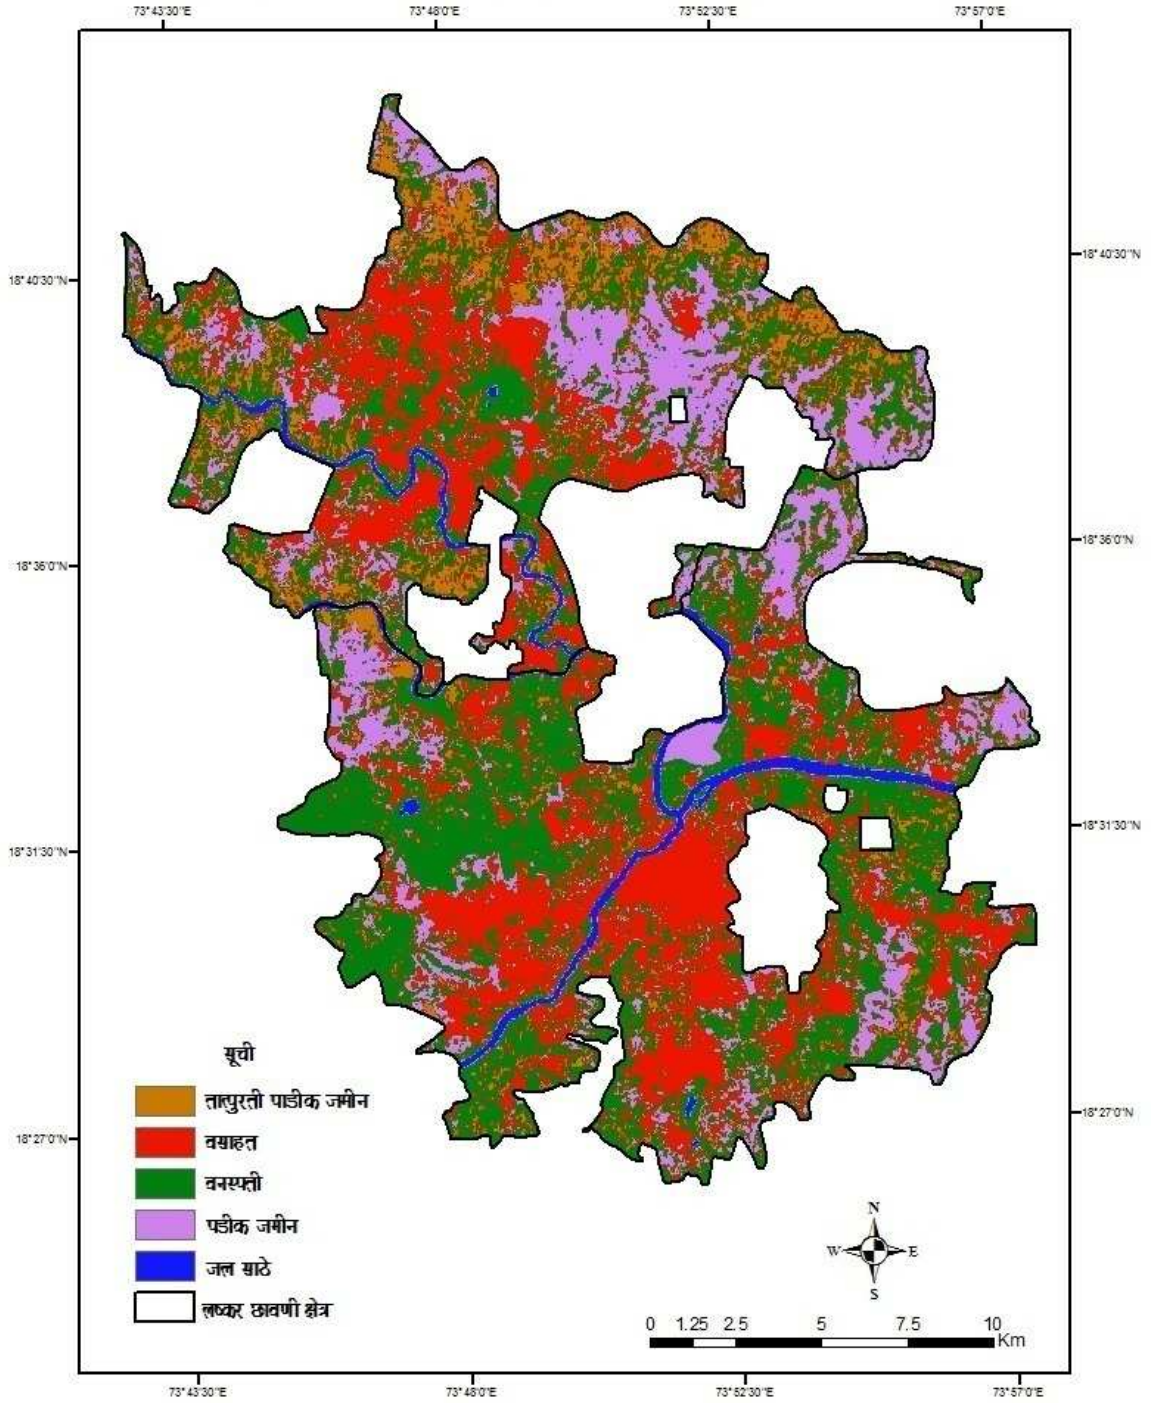 73°43'30"E 73°48'0"E 73°52'30"E 73°57'0"E
18°40'30"N 18°40'30"N
18°36'0"N 18°36'0"N
18°31'30"N 18°31'30"N
18°27'0"N 18°27'0"N
सूची
तात्पुरती पाडीक जमीन
वसाहत
वनस्पती
पडीक जमीन
जल साठे
लष्कर छावणी क्षेत्र
N
W E
S
0 1.25 2.5 5 7.5 10
Km
73°43'30"E 73°48'0"E 73°52'30"E 73°57'0"E